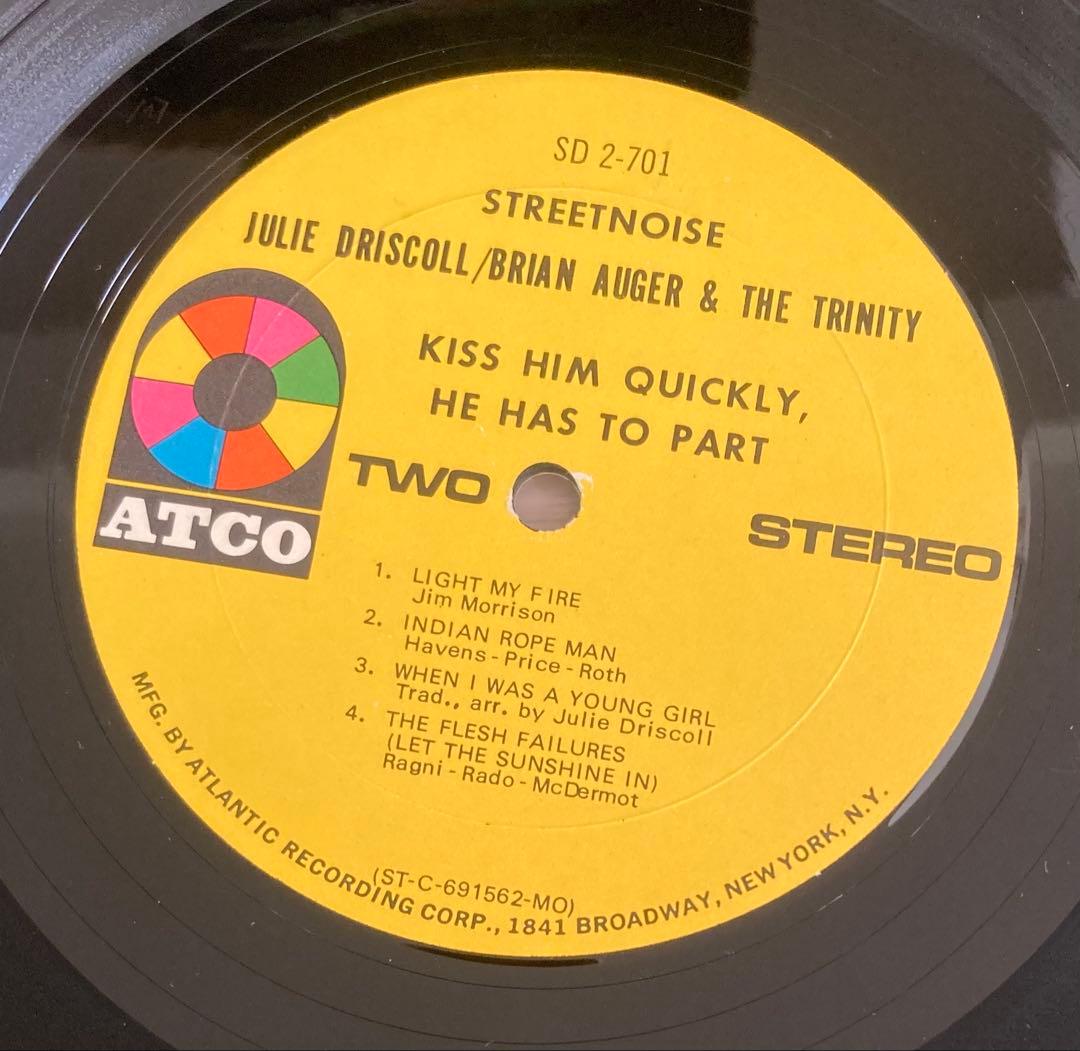 SD 2-701
STREETNOISE
JULIE DRISCOLL/BRIAN AUGER & THE TRINITY
KISS HIM QUICKLY,
HE HAS TO PART
TWO
STEREO
ATCO
1. LIGHT MY FIRE
Jim Morrison
2. INDIAN ROPE MAN
Havens-Price-Roth
3. WHEN I WAS A YOUNG GIRL
Trad., arr. by Julie Driscoll
4. THE FLESH FAILURES
(LET THE SUNSHINE IN)
Ragni-Rado-McDermot
(ST-C-691562-MO)
MFG. BY ATLANTIC RECORDING CORP., 1841 BROADWAY, NEW YORK, N.Y.